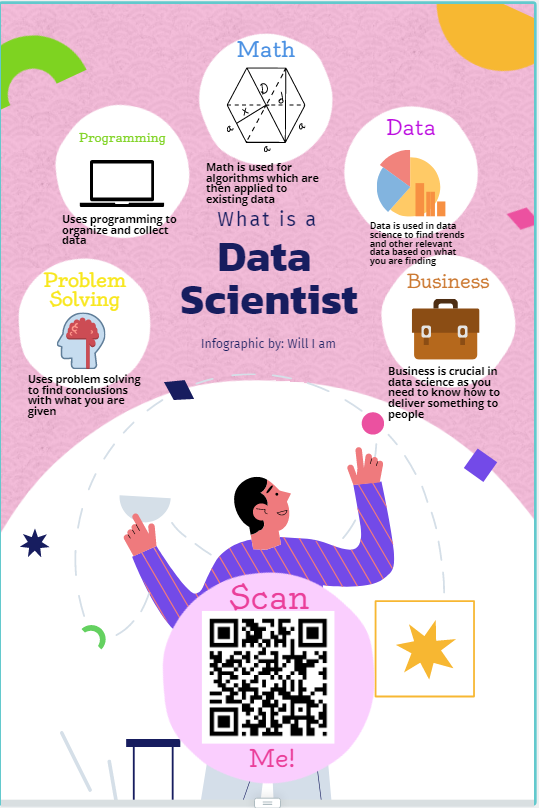 Math
D
d
x
a
a
a
Math is used for
algorithms which are
then applied to
existing data
Programming
Uses programming to
organize and collect
data
Data
Data is used in data
science to find trends
and other relevant
data based on what
you are finding
What is a
Data
Scientist
Infographic by: Will I am
Problem
Solving
Uses problem solving
to find conclusions
with what you are
given
Business
Business is crucial in
data science as you
need to know how to
deliver something to
people
Scan
Me!